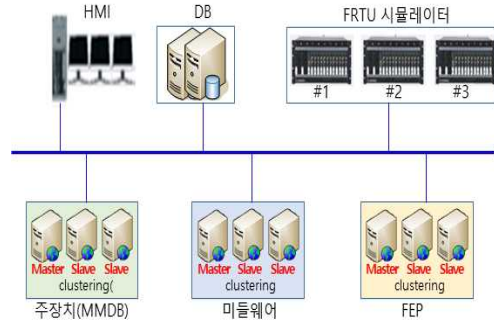 HMI
DB
FRTU 시뮬레이터
#1 #2 #3
Master Slave Slave
clustering(
주장치(MMDB)
Master Slave Slave
clustering
미들웨어
Master Slave Slave
clustering
FEP